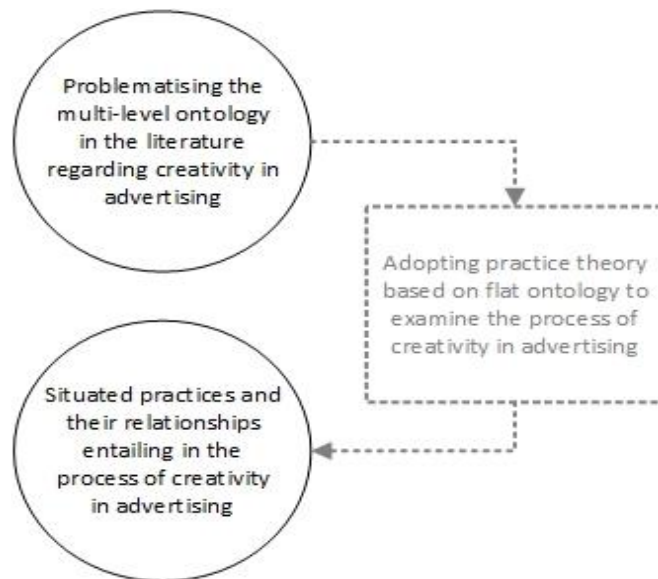 Problematising the
multi-level ontology
in the literature
regarding creativity in
advertising
Adopting practice theory
based on flat ontology to
examine the process of
creativity in advertising
Situated practices and
their relationships
entailing in the
process of creativity
in advertising